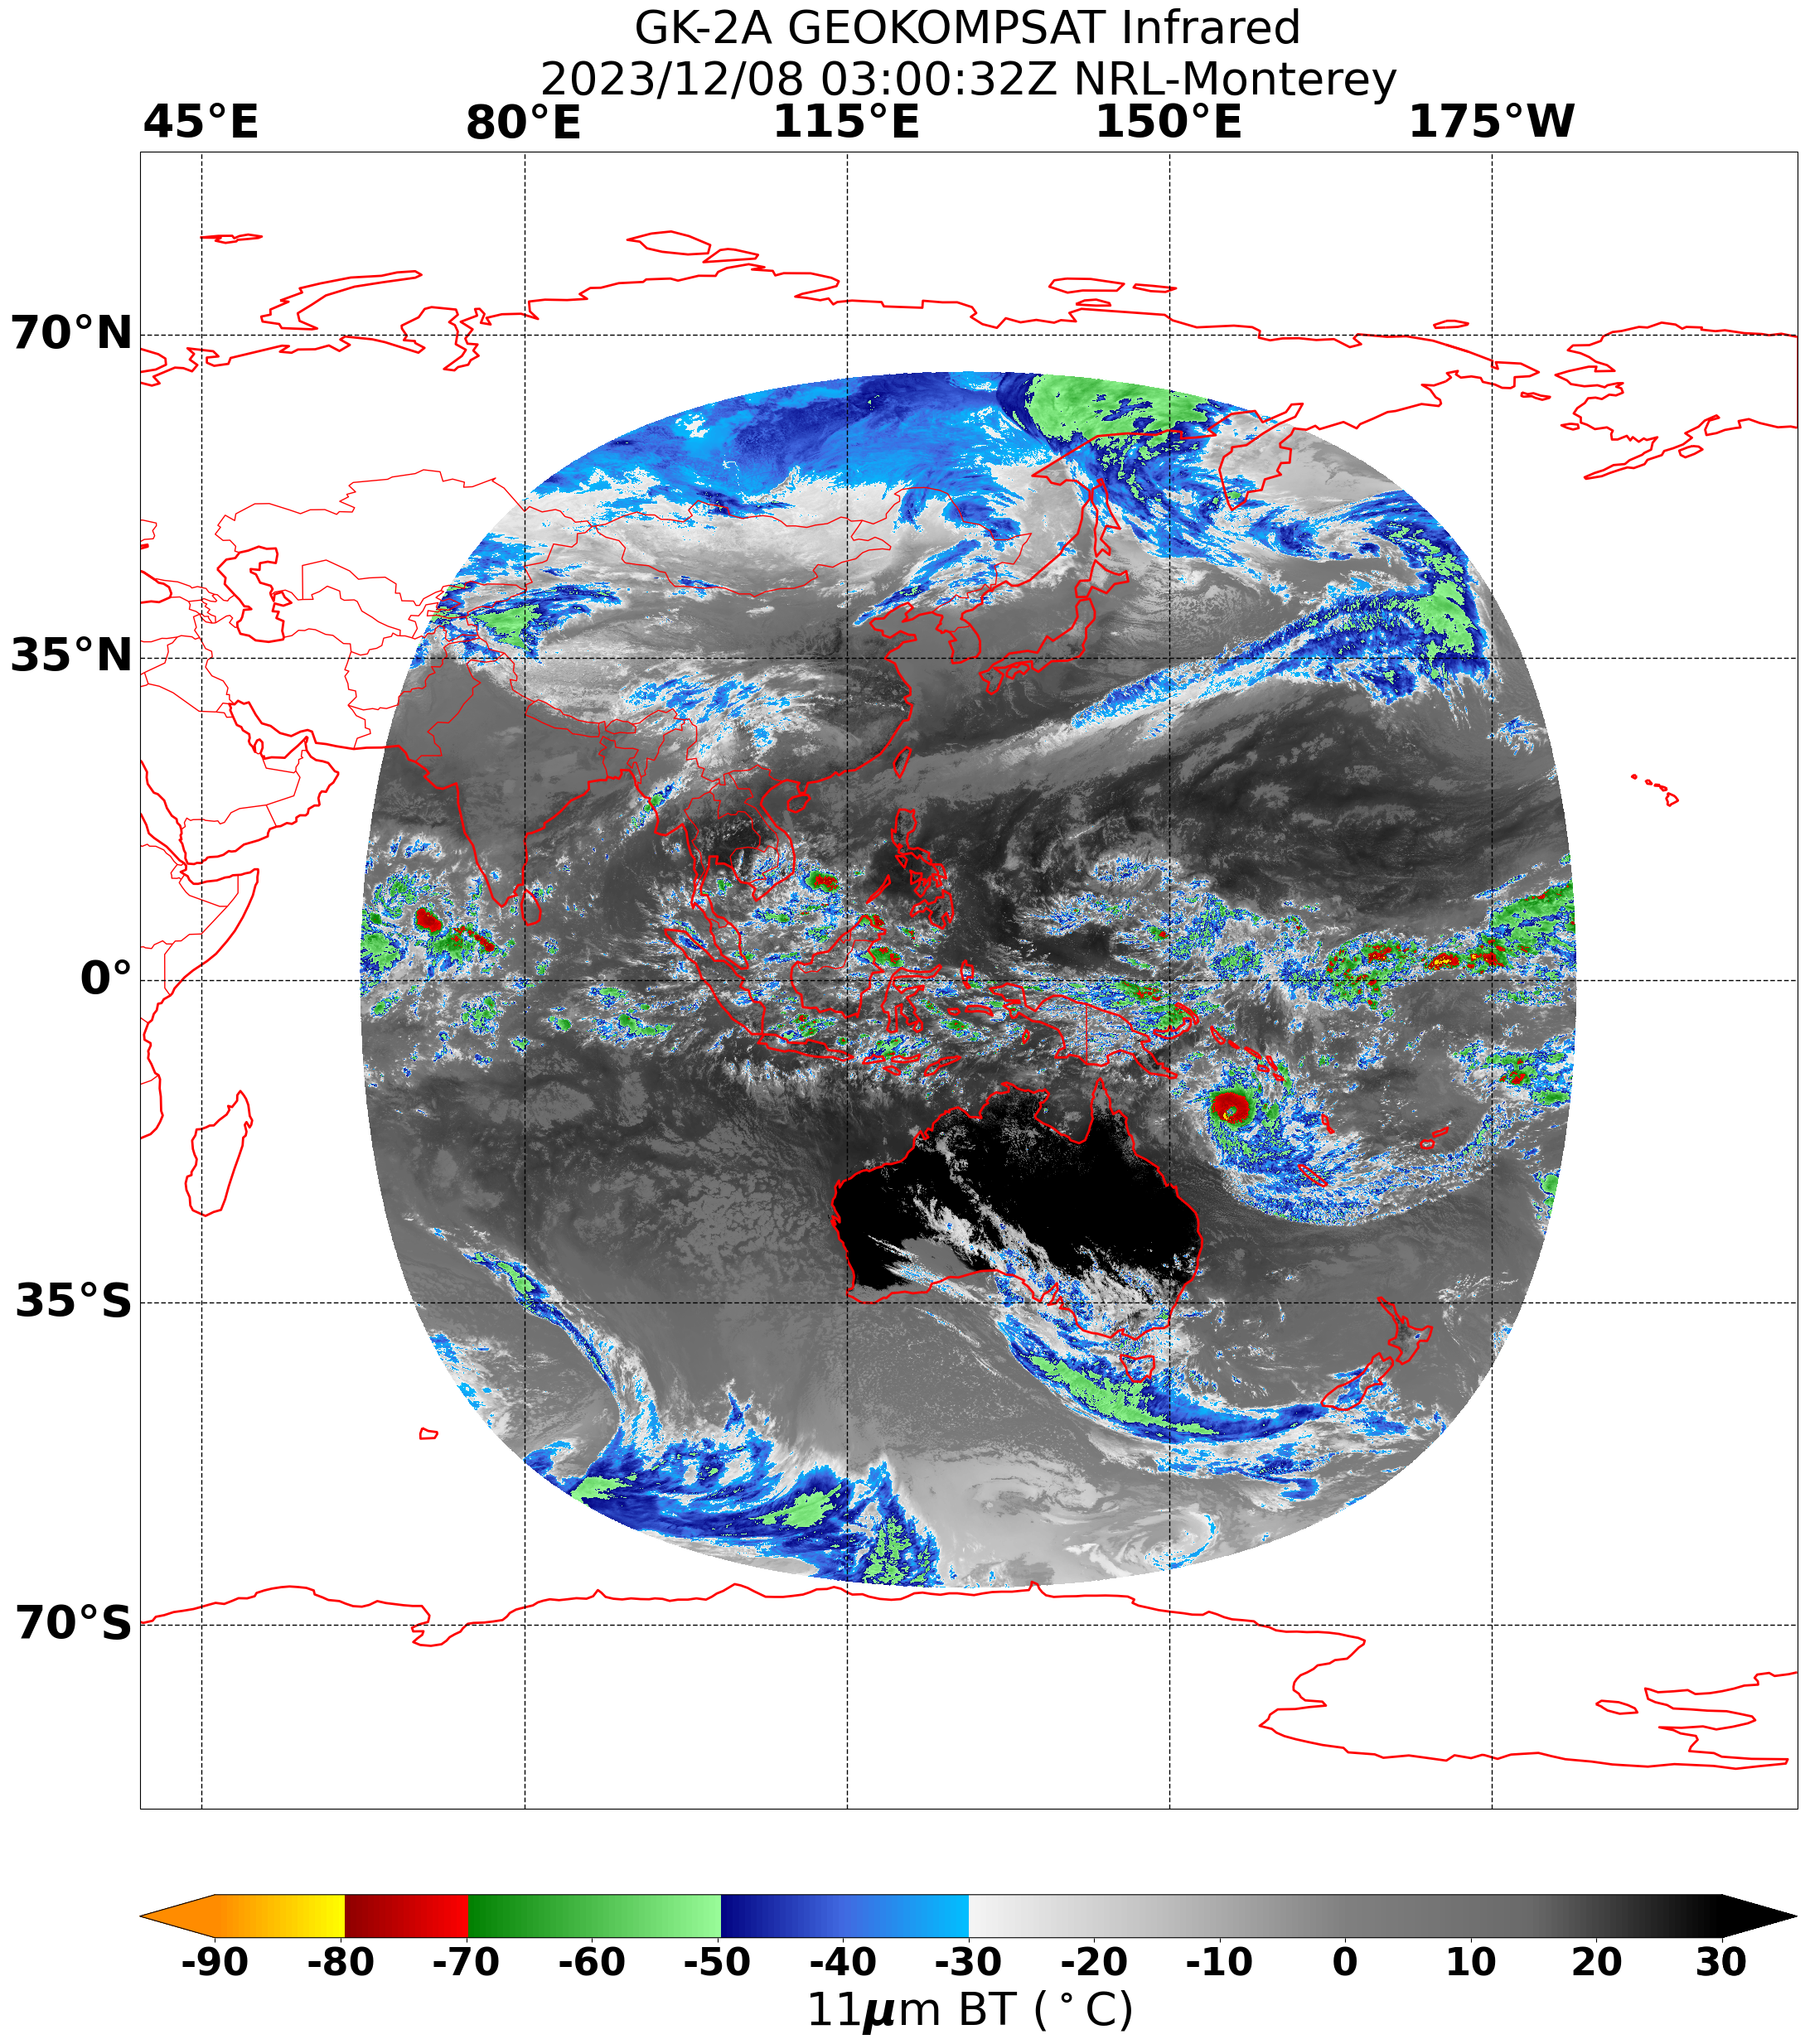 GK-2A GEOKOMPSAT Infrared
2023/12/08 03:00:32Z NRL-Monterey
45°E 80°E 115°E 150°E 175°W
70°N
35°N
0°
35°S
70°S
-90 -80 -70 -60 -50 -40 -30 -20 -10 0 10 20 30
11μm BT (°C)